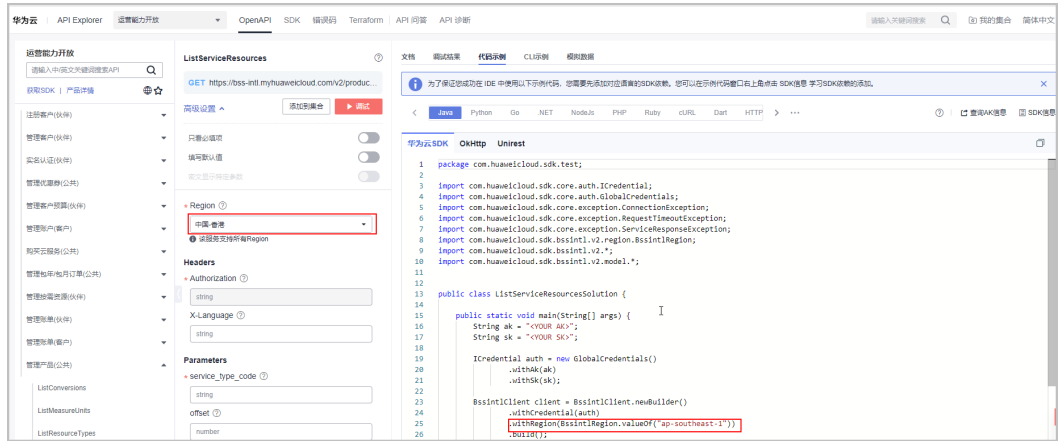 华为云 API Explorer 运营能力开放 OpenAPI SDK 错误码 Terraform API 问答 API 诊断 请输入关键词搜索 我的集合 简体中文
运营能力开放
请输入中/英文关键词搜索API
获取SDK 产品详情
注册客户(伙伴)
管理客户(伙伴)
实名认证(伙伴)
管理优惠券(公共)
管理客户预算(伙伴)
管理账户(客户)
购买云服务(公共)
管理包年/包月订单(公共)
管理按需资源(伙伴)
管理账单(伙伴)
管理账单(客户)
管理产品(公共)
ListConversions
ListMeasureUnits
ListResourceTypes
ListServiceResources
GET https://bss-intl.myhuaweicloud.com/v2/produc...
高级设置 添加到集合 调试
只看必填项
填写默认值
英文显示特征参数
* Region
中国-香港
该服务支持所有Region
Headers
* Authorization
string
X-Language
string
Parameters
* service_type_code
string
offset
number
文档 调试结果 代码示例 CLI示例 模拟数据
为了保证您成功在 IDE 中使用以下示例代码，您需要先添加对应语言的SDK依赖。您可以在示例代码窗口右上角点击 SDK信息 学习SDK依赖的添加。
Java Python Go .NET NodeJs PHP Ruby cURL Dart HTTP 查询AK信息 SDK信息
华为云SDK OkHttp Unirest
1 package com.huaweicloud.sdk.test;
2
3 import com.huaweicloud.sdk.core.auth.ICredential;
4 import com.huaweicloud.sdk.core.auth.GlobalCredentials;
5 import com.huaweicloud.sdk.core.exception.ConnectionException;
6 import com.huaweicloud.sdk.core.exception.RequestTimeoutException;
7 import com.huaweicloud.sdk.core.exception.ServiceResponseException;
8 import com.huaweicloud.sdk.bssintl.v2.region.BssintlRegion;
9 import com.huaweicloud.sdk.bssintl.v2.*;
10 import com.huaweicloud.sdk.bssintl.v2.model.*;
11
12
13 public class ListServiceResourcesSolution {
14
15 public static void main(String[] args) {
16 String ak = "<YOUR AK>";
17 String sk = "<YOUR SK>";
18
19 ICredential auth = new GlobalCredentials()
20 .withAk(ak)
21 .withSk(sk);
22
23 BssintlClient client = BssintlClient.newBuilder()
24 .withCredential(auth)
25 .withRegion(BssintlRegion.valueOf("ap-southeast-1"))
26 .build();